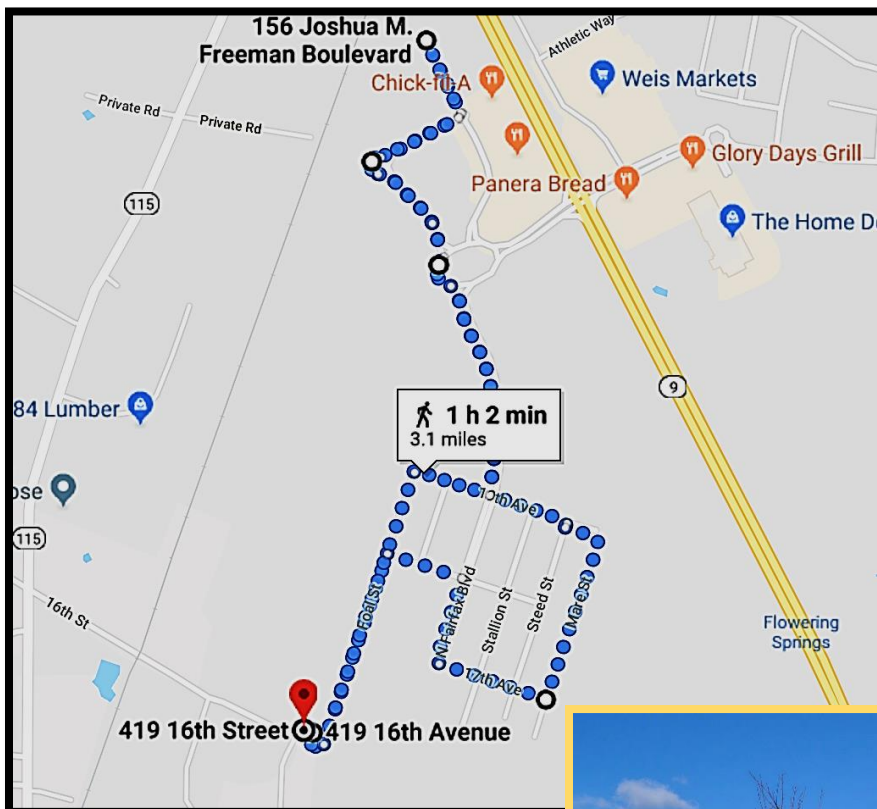 156 Joshua M.
Freeman Boulevard
Athletic Way
Chick-fil-A
Weis Markets
Private Rd
Private Rd
Glory Days Grill
Panera Bread
115
The Home D
9
1 h 2 min
3.1 miles
84 Lumber
ose
19th Ave
115
16th St
Foal St
N Fairfax Blvd
Stallion St
Steed St
Mare St
Flowering
Springs
17th Ave
419 16th Street
419 16th Avenue